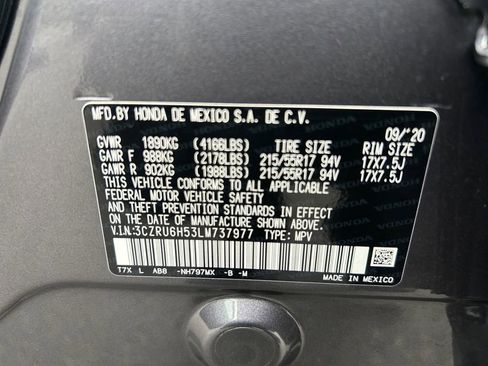 MFD.BY HONDA DE MEXICO S.A. DE C.V.
09/'20
GVWR 1890KG (4166LBS) TIRE SIZE RIM SIZE
GAWR F 988KG (2178LBS) 215/55R17 94V 17X7.5J
GAWR R 902KG (1988LBS) 215/55R17 94V 17X7.5J
THIS VEHICLE CONFORMS TO ALL APPLICABLE
FEDERAL MOTOR VEHICLE SAFETY
AND THEFT PREVENTION STANDARDS IN EFFECT
ON THE DATE OF MANUFACTURE SHOWN ABOVE.
V.I.N.:3CZRU6H53LM737977 TYPE: MPV
T7X L AB8 -NH797MX -B -M
MADE IN MEXICO